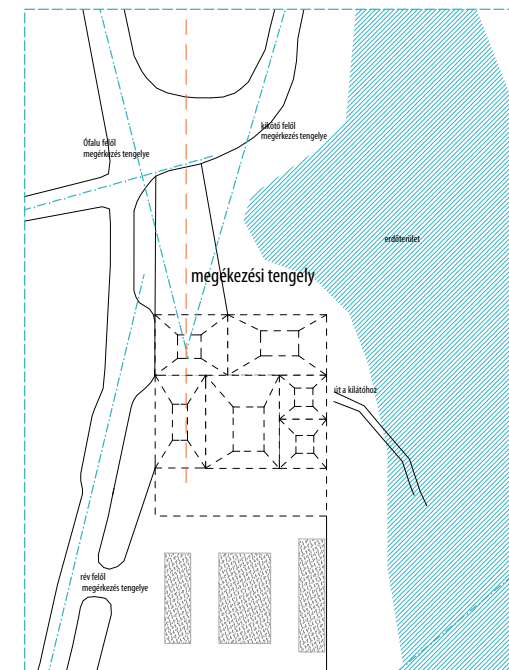 Ófalu felől
megérkezés tengelye
kikötő felől
megérkezés tengelye
erdőterület
megékezési tengely
út a kilátóhoz
rév felől
megérkezés tengelye